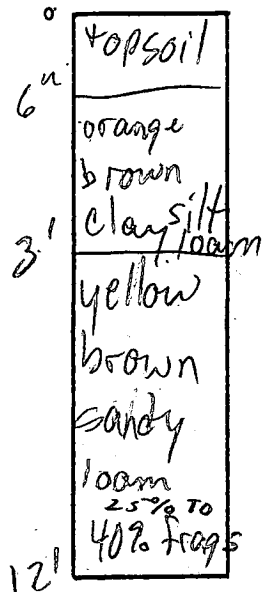 0
topsoil
6"
orange
brown
clay silt
loam
3'
yellow
brown
sandy
loam
25% TO
40% frags
12'